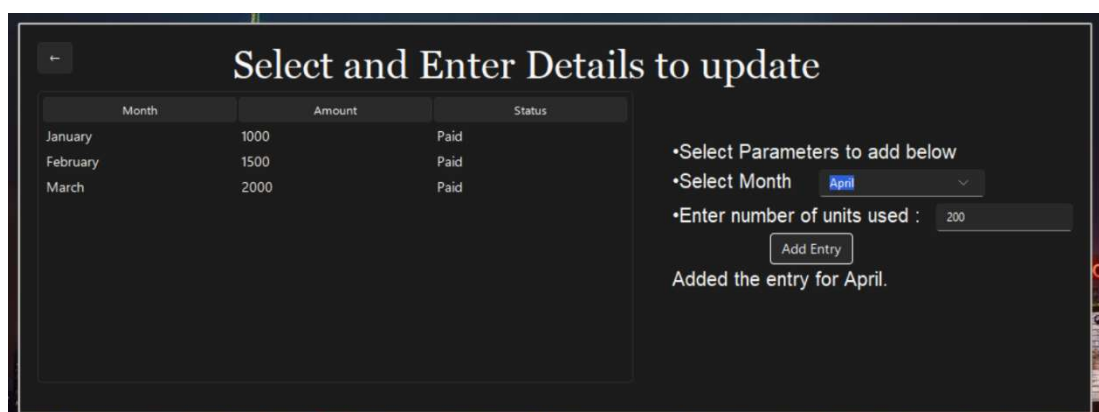 ←
Select and Enter Details to update
Month Amount Status
January 1000 Paid
February 1500 Paid
March 2000 Paid
•Select Parameters to add below
•Select Month April
•Enter number of units used : 200
Add Entry
Added the entry for April.